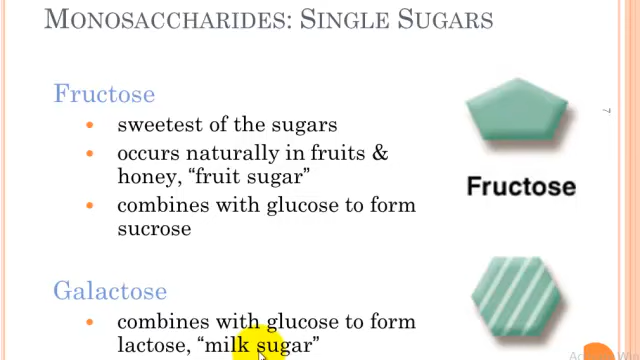 MONOSACCHARIDES: SINGLE SUGARS
Fructose
• sweetest of the sugars
• occurs naturally in fruits &
honey, “fruit sugar”
• combines with glucose to form
sucrose
Fructose
7
Galactose
• combines with glucose to form
lactose, “milk sugar”